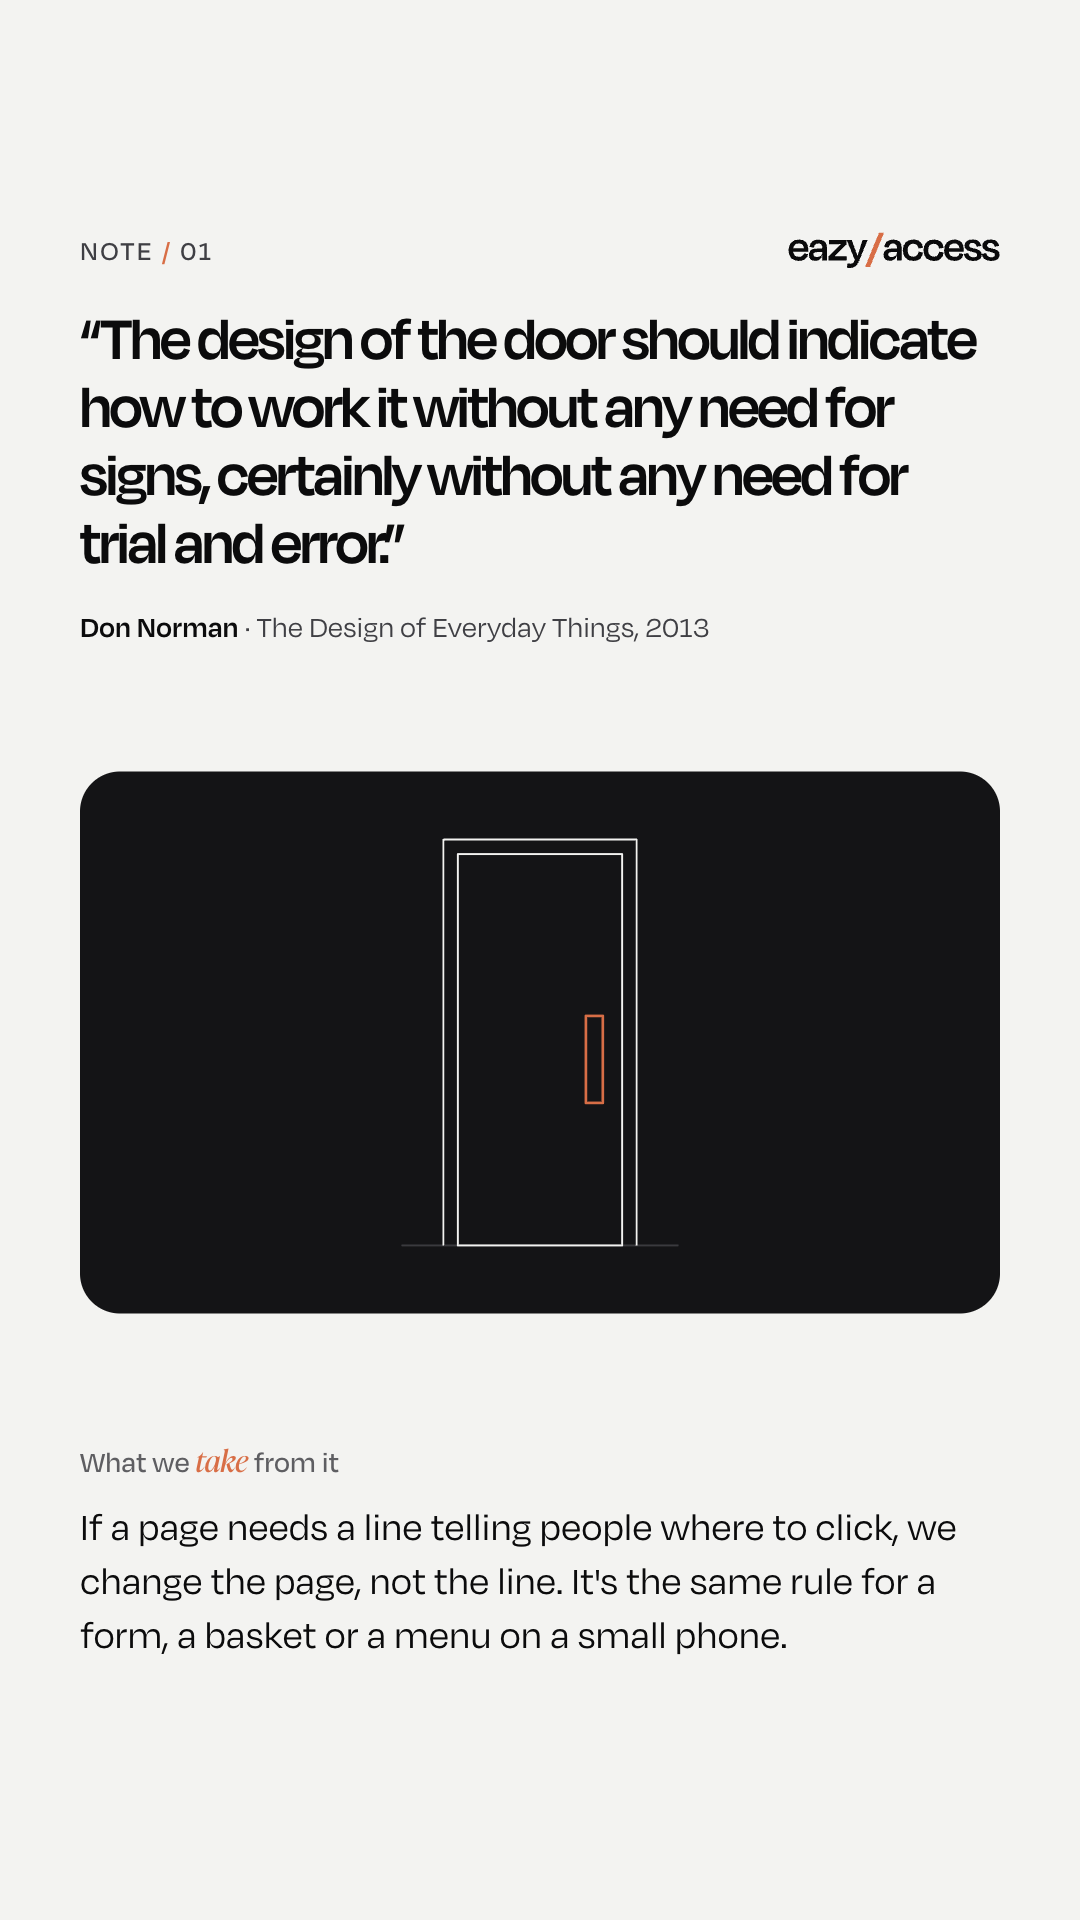 NOTE / 01
eazy/access
“The design of the door should indicate
how to work it without any need for
signs, certainly without any need for
trial and error.”
Don Norman · The Design of Everyday Things, 2013
What we take from it
If a page needs a line telling people where to click, we
change the page, not the line. It's the same rule for a
form, a basket or a menu on a small phone.